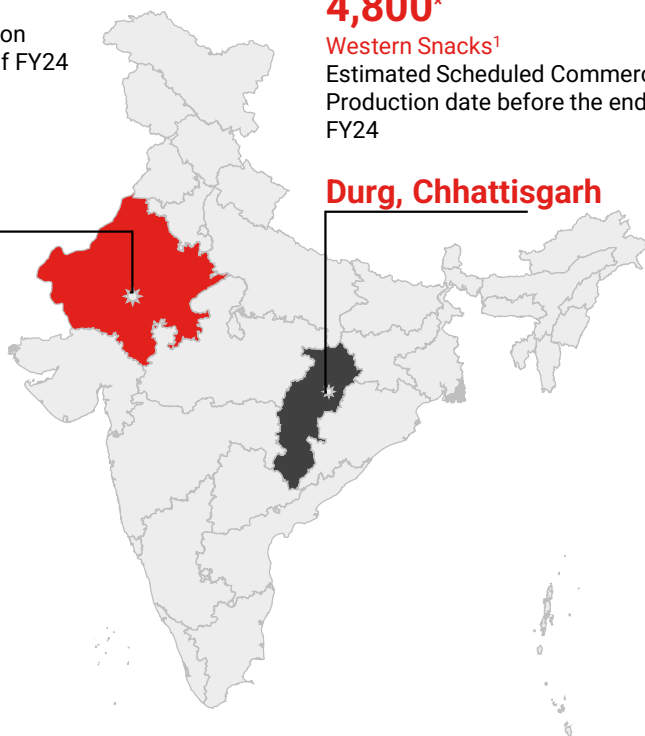 on
f FY24
4,800*
Western Snacks¹
Estimated Scheduled Commerc
Production date before the end
FY24
Durg, Chhattisgarh